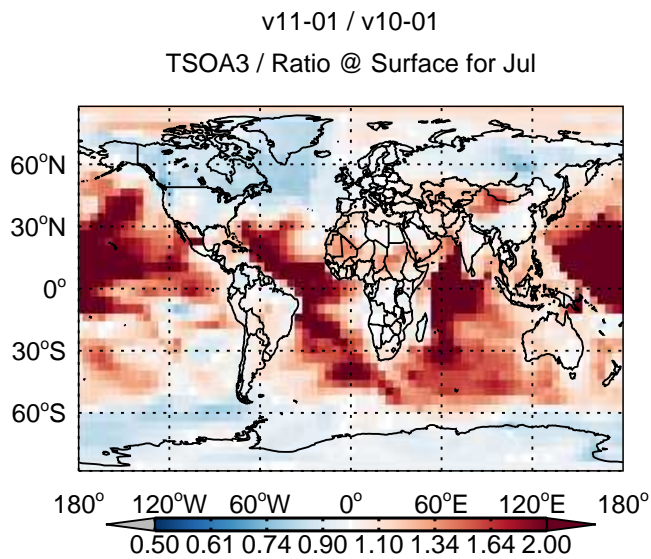 v11-01 / v10-01
TSOA3 / Ratio @ Surface for Jul
60°N
30°N
0°
30°S
60°S
180° 120°W 60°W 0° 60°E 120°E 180°
0.50 0.61 0.74 0.90 1.10 1.34 1.64 2.00